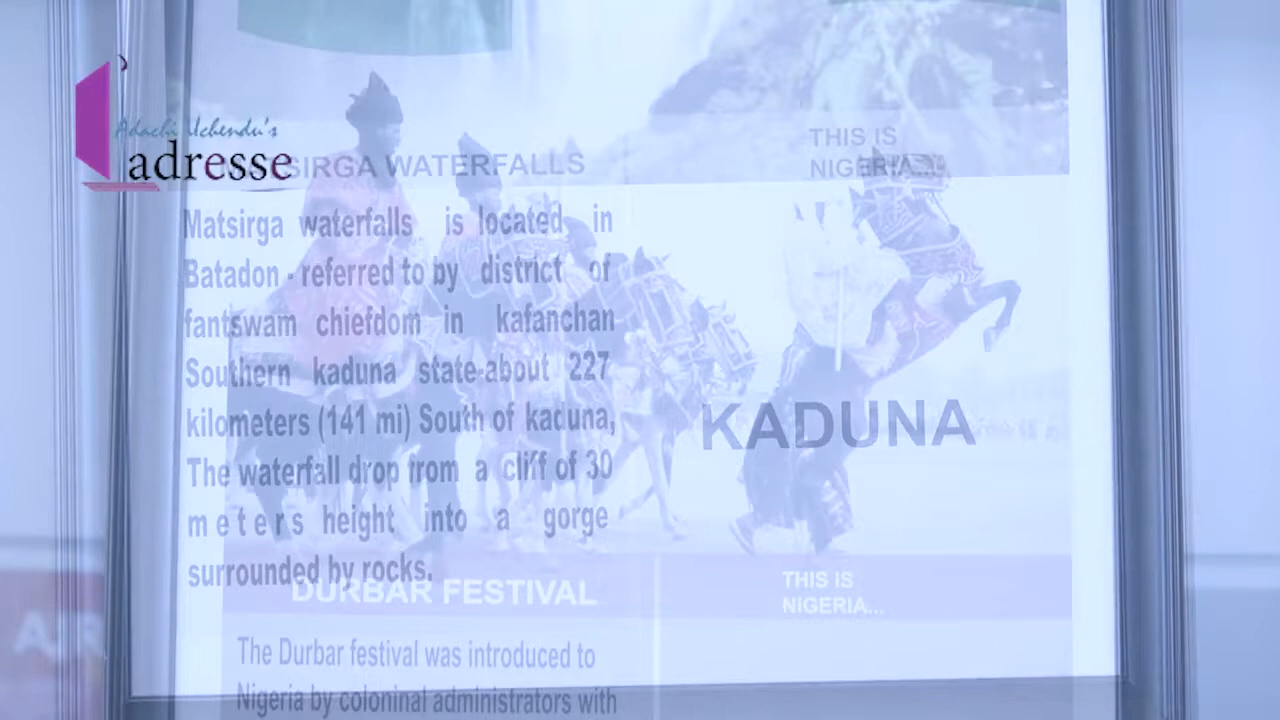 Adachi Uchendu's
adresse
SIRGA WATERFALLS
THIS IS
NIGERIA...
Matsirga waterfalls is located in
Batadon - referred to by district of
fantswam chiefdom in kafanchan
Southern kaduna state-about 227
kilometers (141 mi) South of kaduna,
The waterfall drop from a cliff of 30
meters height into a gorge
surrounded by rocks.
KADUNA
DURBAR FESTIVAL
THIS IS
NIGERIA...
The Durbar festival was introduced to
Nigeria by coloninal administrators with